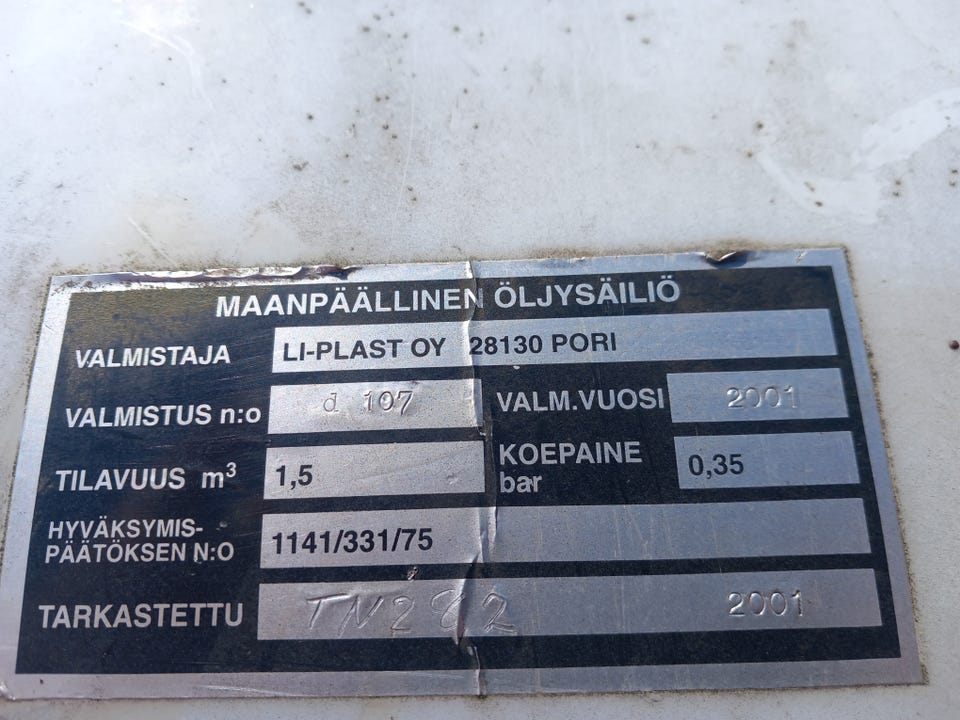 MAANPÄÄLLINEN ÖLJYSÄILIÖ
VALMISTAJA LI-PLAST OY 28130 PORI
VALMISTUS n:o d 107 VALM.VUOSI 2001
TILAVUUS m³ 1,5 KOEPAINE bar 0,35
HYVÄKSYMIS-
PÄÄTÖKSEN N:O 1141/331/75
TARKASTETTU TN282 2001